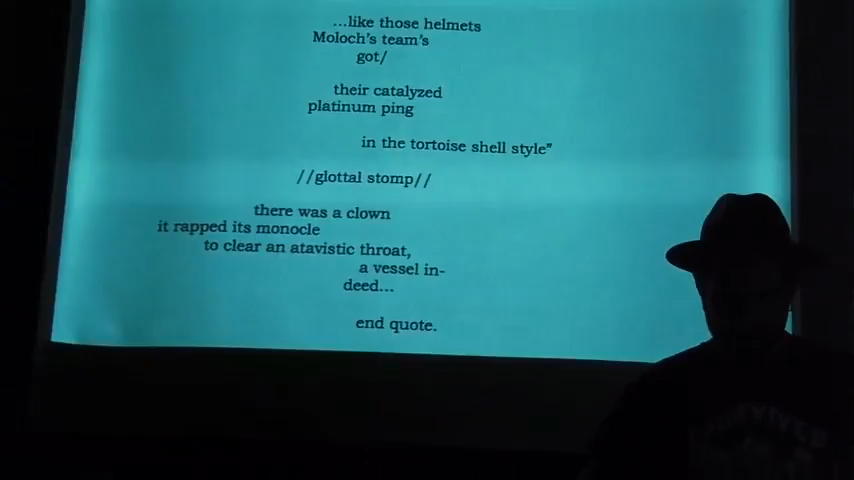 ...like those helmets
Moloch's team's
got/
their catalyzed
platinum ping
in the tortoise shell style"
//glottal stomp//
there was a clown
it rapped its monocle
to clear an atavistic throat,
a vessel in-
deed...
end quote.